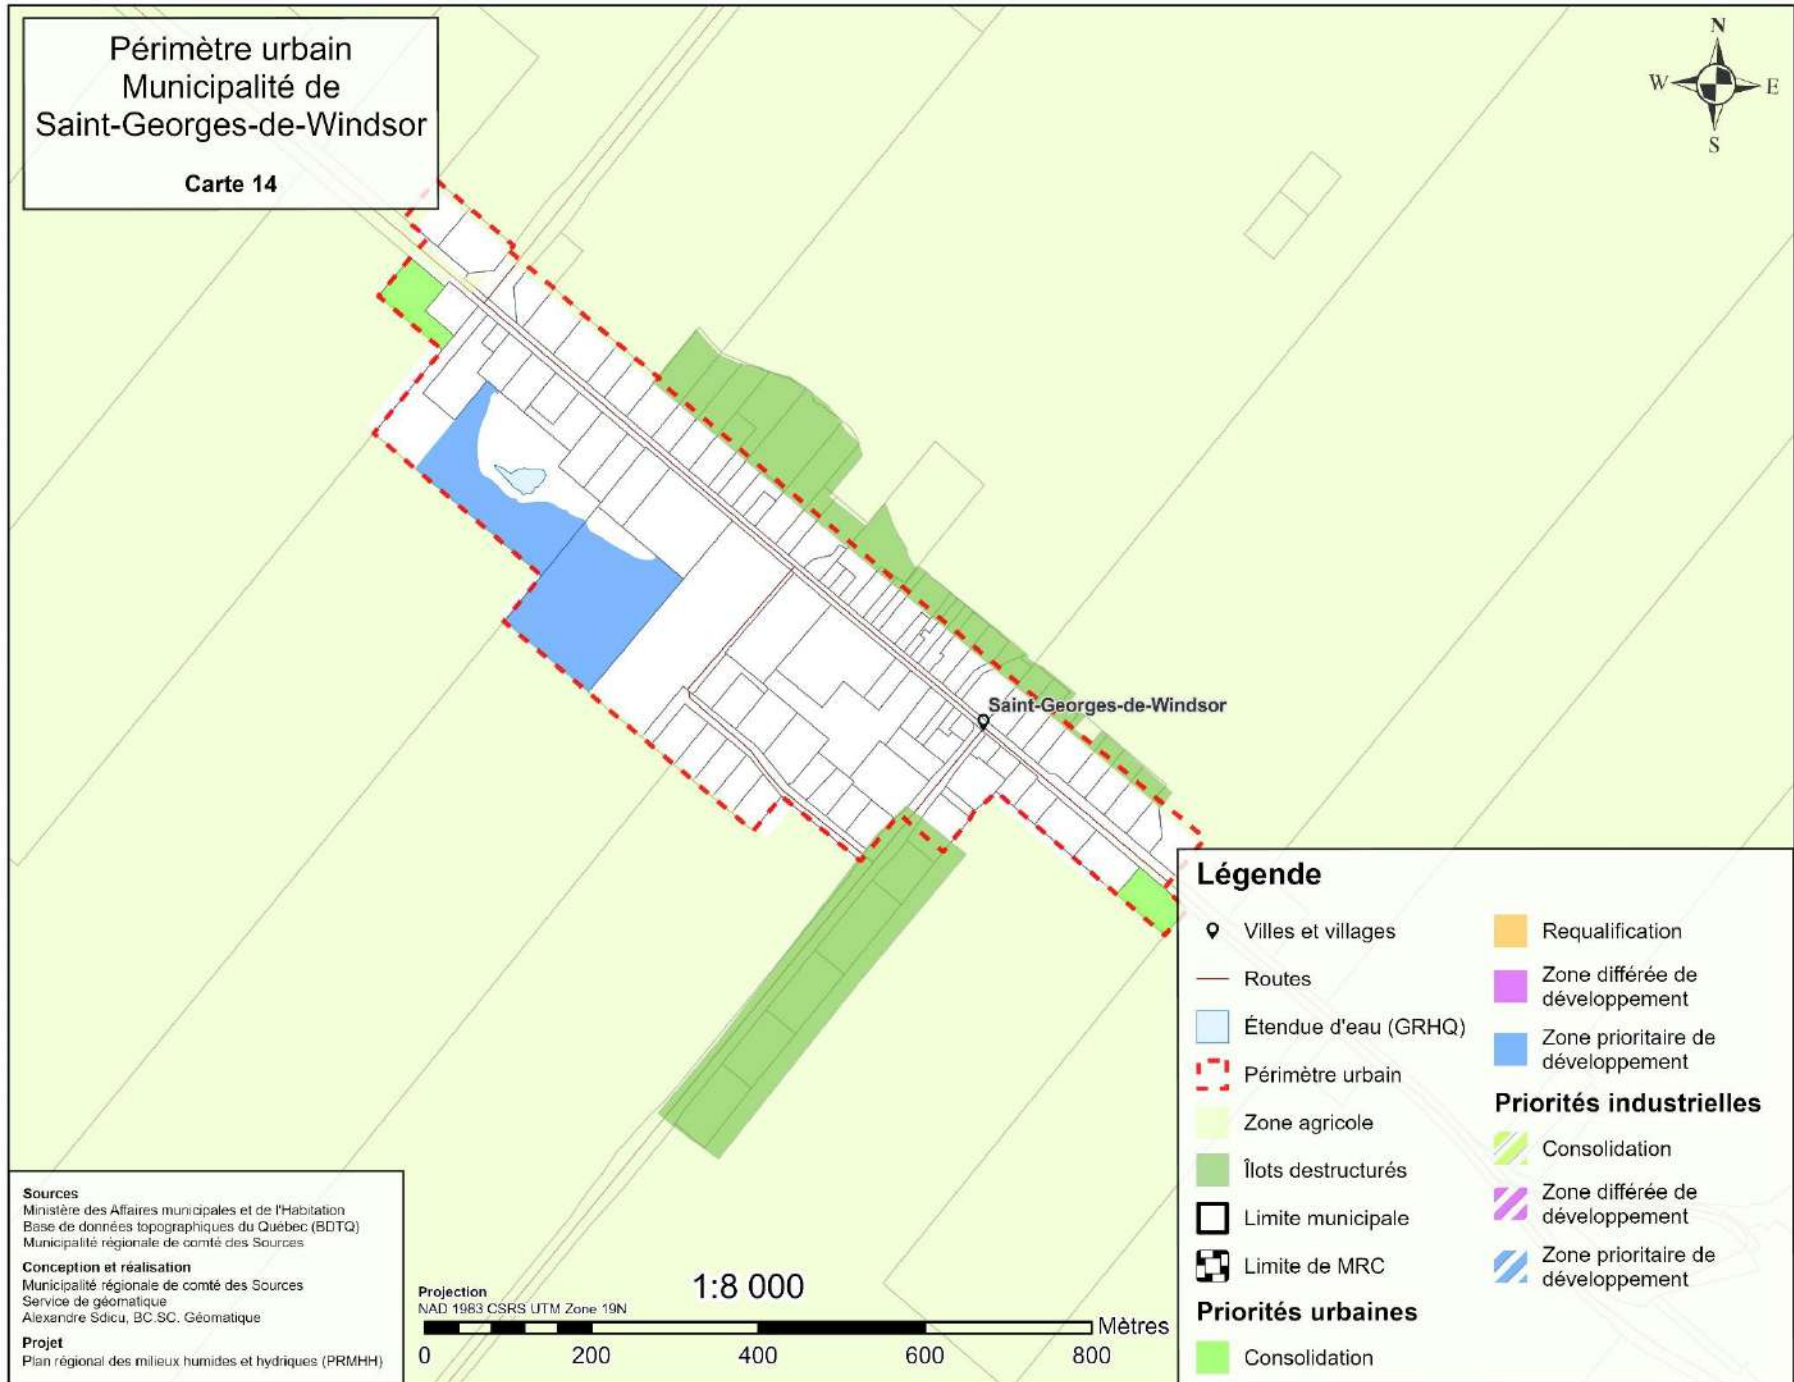 Périmètre urbain
Municipalité de
Saint-Georges-de-Windsor
Carte 14
N
W
E
S
Saint-Georges-de-Windsor
Légende
Villes et villages
Routes
Étendue d'eau (GRHQ)
Périmètre urbain
Zone agricole
Îlots destructurés
Limite municipale
Limite de MRC
Priorités urbaines
Consolidation
Requalification
Zone différée de
développement
Zone prioritaire de
développement
Priorités industrielles
Consolidation
Zone différée de
développement
Zone prioritaire de
développement
Sources
Ministère des Affaires municipales et de l'Habitation
Base de données topographiques du Québec (BDTQ)
Municipalité régionale de comté des Sources
Conception et réalisation
Municipalité régionale de comté des Sources
Service de géomatique
Alexandre Sdicu, BC.SC. Géomatique
Projet
Plan régional des milieux humides et hydriques (PRMHH)
Projection
NAD 1983 CSRS UTM Zone 19N
1:8 000
Mètres
0 200 400 600 800